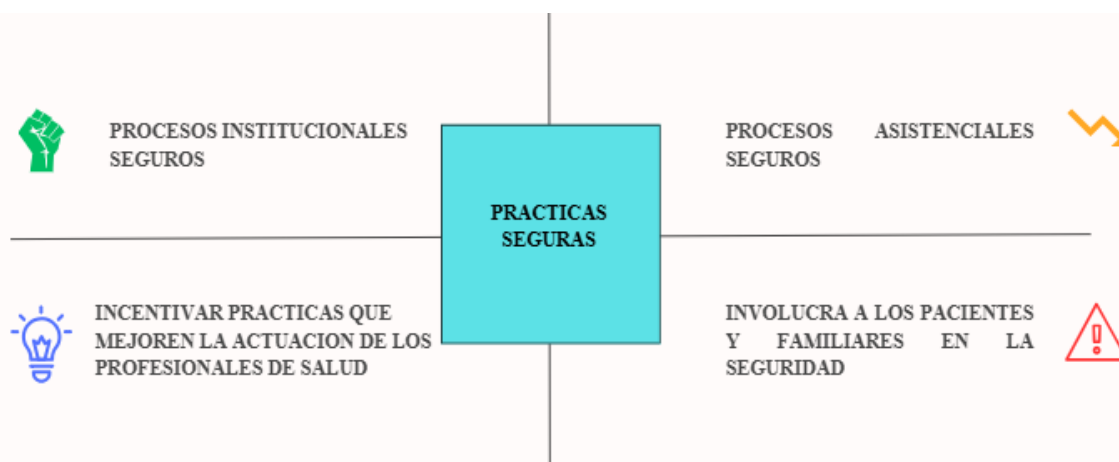 PROCESOS INSTITUCIONALES
SEGUROS
PROCESOS ASISTENCIALES
SEGUROS
PRACTICAS
SEGURAS
INCENTIVAR PRACTICAS QUE
MEJOREN LA ACTUACION DE LOS
PROFESIONALES DE SALUD
INVOLUCRA A LOS PACIENTES
Y FAMILIARES EN LA
SEGURIDAD